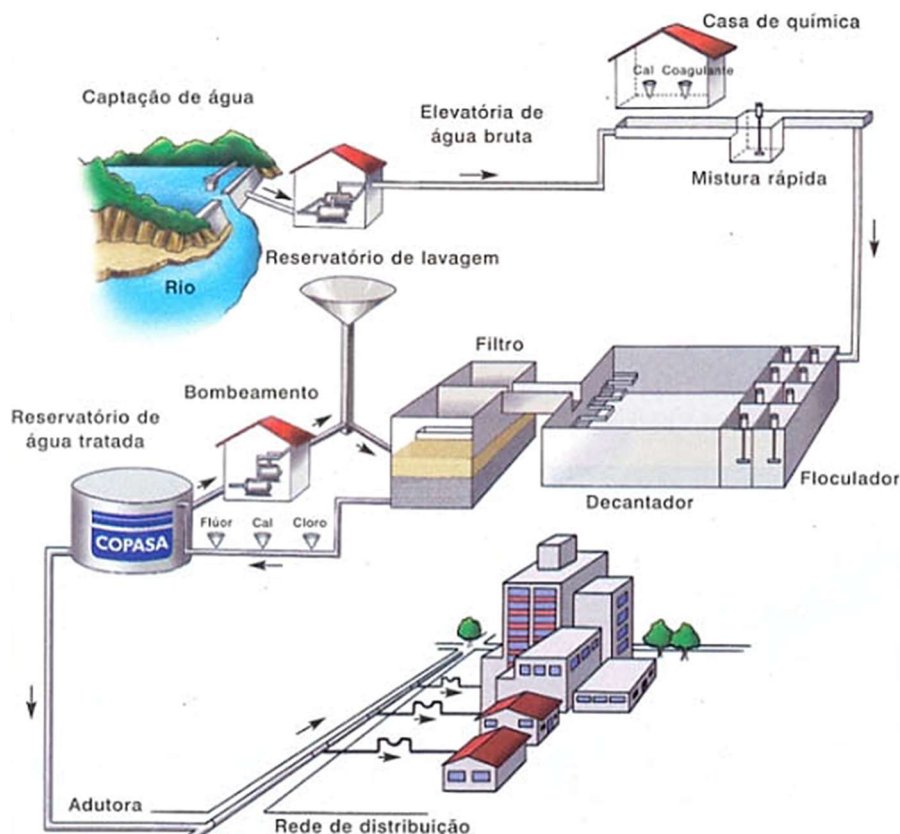 Casa de química
Cal Coagulante
Captação de água
Elevatória de
água bruta
Mistura rápida
Reservatório de lavagem
Rio
Filtro
Bombeamento
Reservatório de
água tratada
Floculador
Decantador
Flúor Cal Cloro
COPASA
Adutora
Rede de distribuição